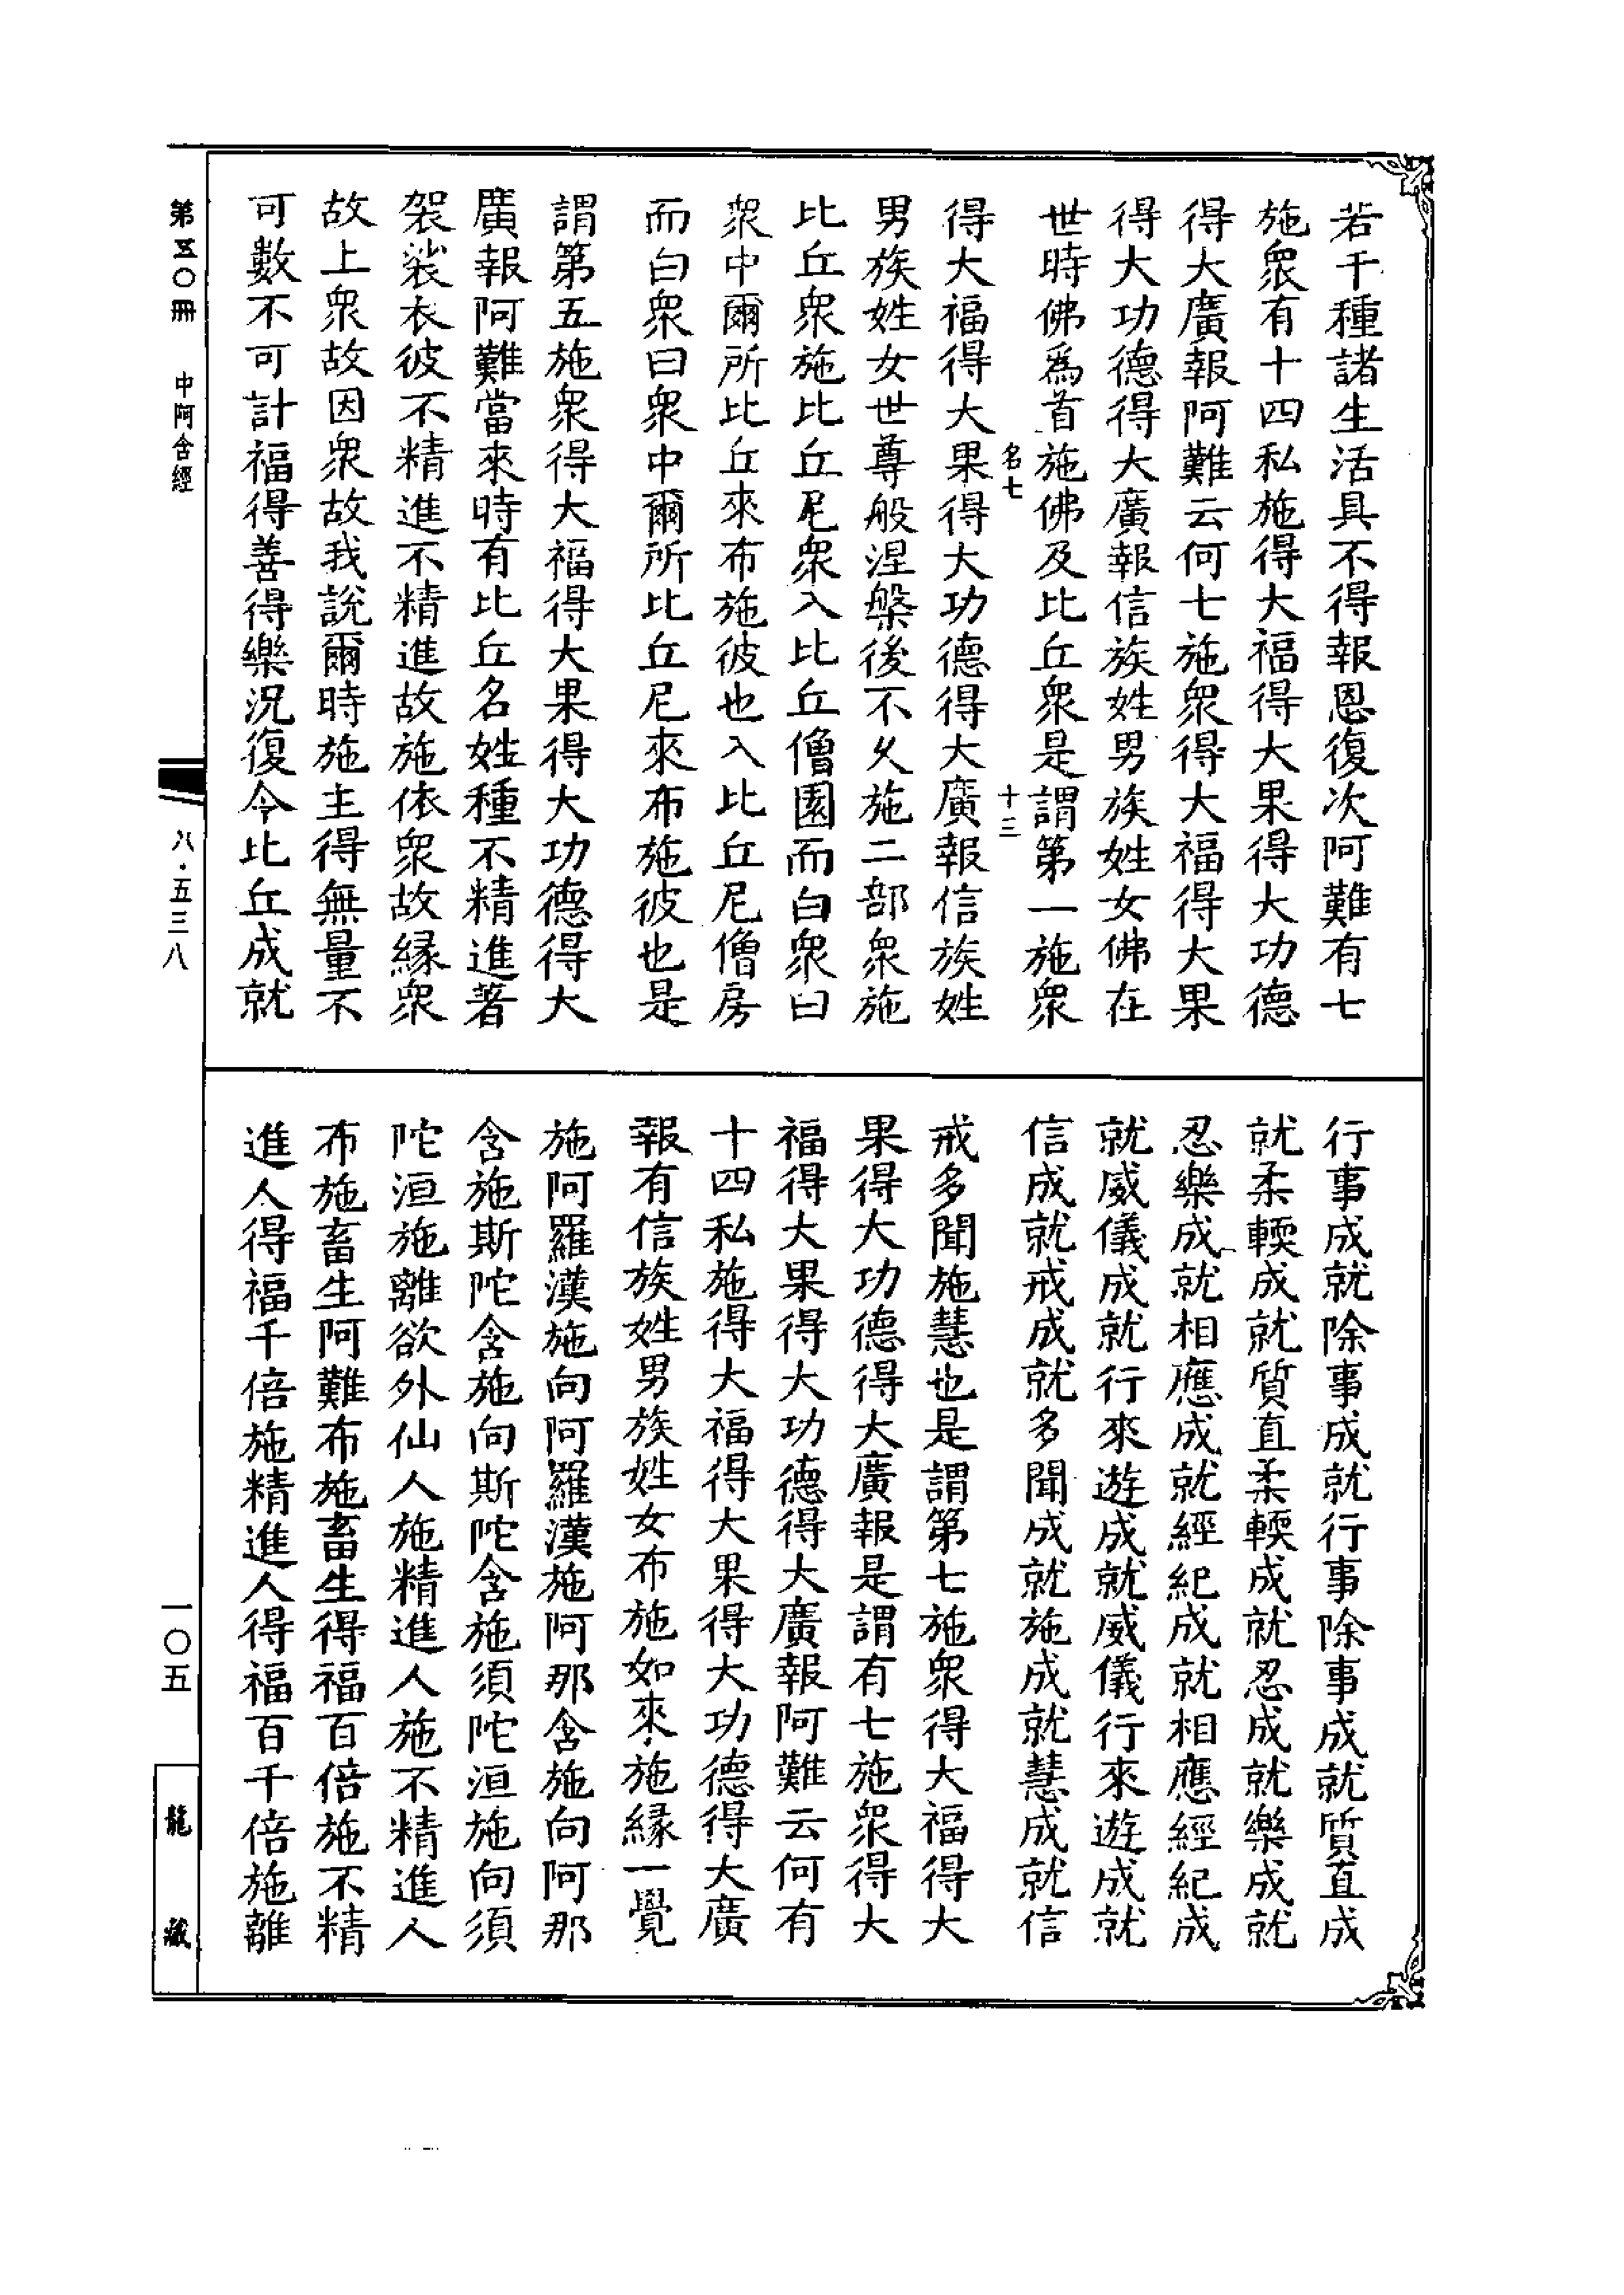 若干種諸生活具不得報恩復次阿難有七
施衆有十四私施得大福得大果得大功德
得大廣報阿難云何七施衆得大福得大果
得大功德得大廣報信族姓男族姓女佛在
世時佛爲首施佛及比丘衆是謂第一施衆
名七 十三
得大福得大果得大功德得大廣報信族姓
男族姓女世尊般涅槃後不久施二部衆施
比丘衆施比丘尼衆入比丘僧園而白衆曰
衆中爾所比丘來布施彼也入比丘尼僧房
而白衆曰衆中爾所比丘尼來布施彼也是
謂第五施衆得大福得大果得大功德得大
廣報阿難當來時有比丘名姓種不精進著
袈裟衣彼不精進不精進故施依衆故緣衆
故上衆故因衆故我說爾時施主得無量不
可數不可計福得善得樂況復今比丘成就
行事成就除事成就行事除事成就質直成
就柔輭成就質直柔輭成就忍成就樂成就
忍樂成就相應成就經紀成就相應經紀成
就威儀成就行來遊成就威儀行來遊成就
信成就戒成就多聞成就施成就慧成就信
戒多聞施慧也是謂第七施衆得大福得大
果得大功德得大廣報是謂有七施衆得大
福得大果得大功德得大廣報阿難云何有
十四私施得大福得大果得大功德得大廣
報有信族姓男族姓女布施如來施緣一覺
施阿羅漢施向阿羅漢施阿那含施向阿那
含施斯陀含施向斯陀含施須陀洹施向須
陀洹施離欲外仙人施精進人施不精進人
布施畜生阿難布施畜生得福百倍施不精
進人得福千倍施精進人得福百千倍施離
第五〇冊 中阿含經 八·五三八 一〇五 龍藏